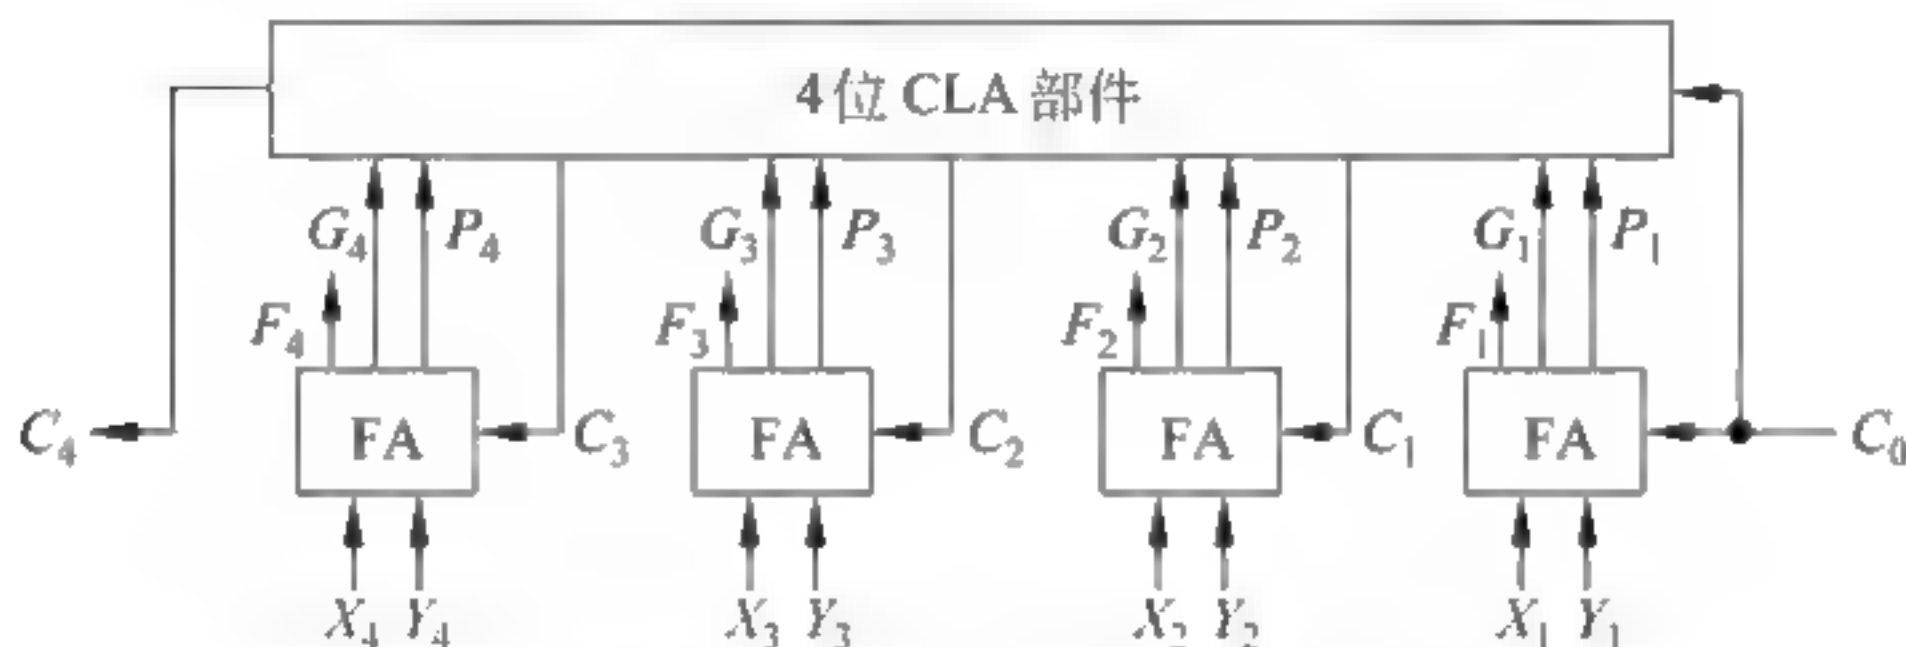 4位 CLA 部件
G₄ P₄ G₃ P₃ G₂ P₂ G₁ P₁
F₄ F₃ F₂ F₁
C₄ FA C₃ FA C₂ FA C₁ FA C₀
X₄ Y₄ X₃ Y₃ X₂ Y₂ X₁ Y₁